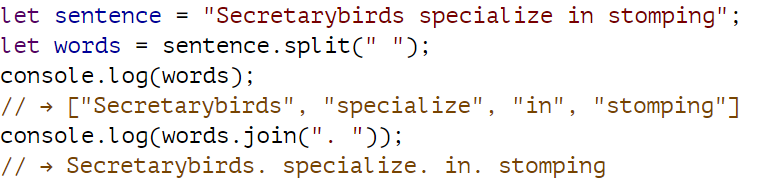 let sentence = "Secretarybirds specialize in stomping";
let words = sentence.split(" ");
console.log(words);
// → ["Secretarybirds", "specialize", "in", "stomping"]
console.log(words.join(". "));
// → Secretarybirds. specialize. in. stomping